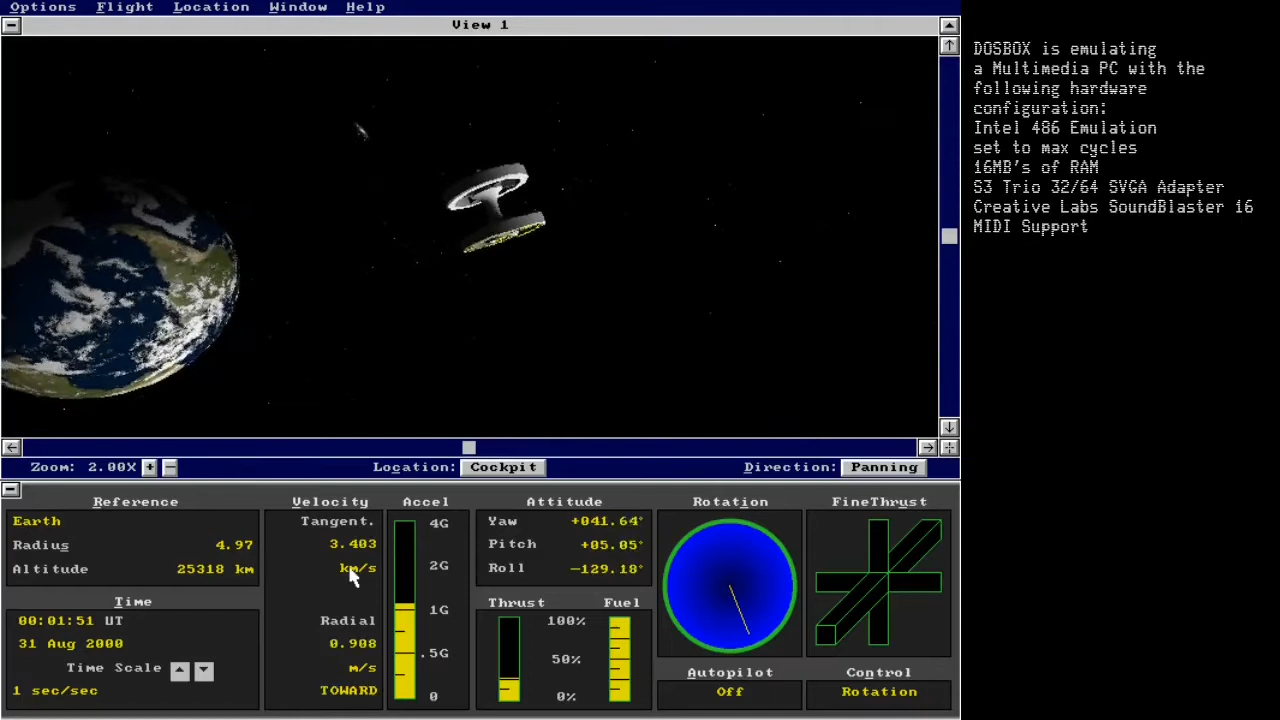 Options Flight Location Window Help
View 1
Zoom: 2.00X + −
Location: Cockpit
Direction: Panning
Reference
Earth
Radius 4.97
Altitude 25318 km
Time
00:01:51 UT
31 Aug 2000
Time Scale
1 sec/sec
Velocity
Tangent.
3.403
km/s
Radial
0.908
m/s
TOWARD
Accel
4G
2G
1G
.5G
0
Attitude
Yaw +041.64°
Pitch +05.05°
Roll −129.18°
Thrust Fuel
100%
50%
0%
Rotation
Autopilot
Off
FineThrust
Control
Rotation
DOSBOX is emulating
a Multimedia PC with the
following hardware
configuration:
Intel 486 Emulation
set to max cycles
16MB's of RAM
S3 Trio 32/64 SVGA Adapter
Creative Labs SoundBlaster 16
MIDI Support